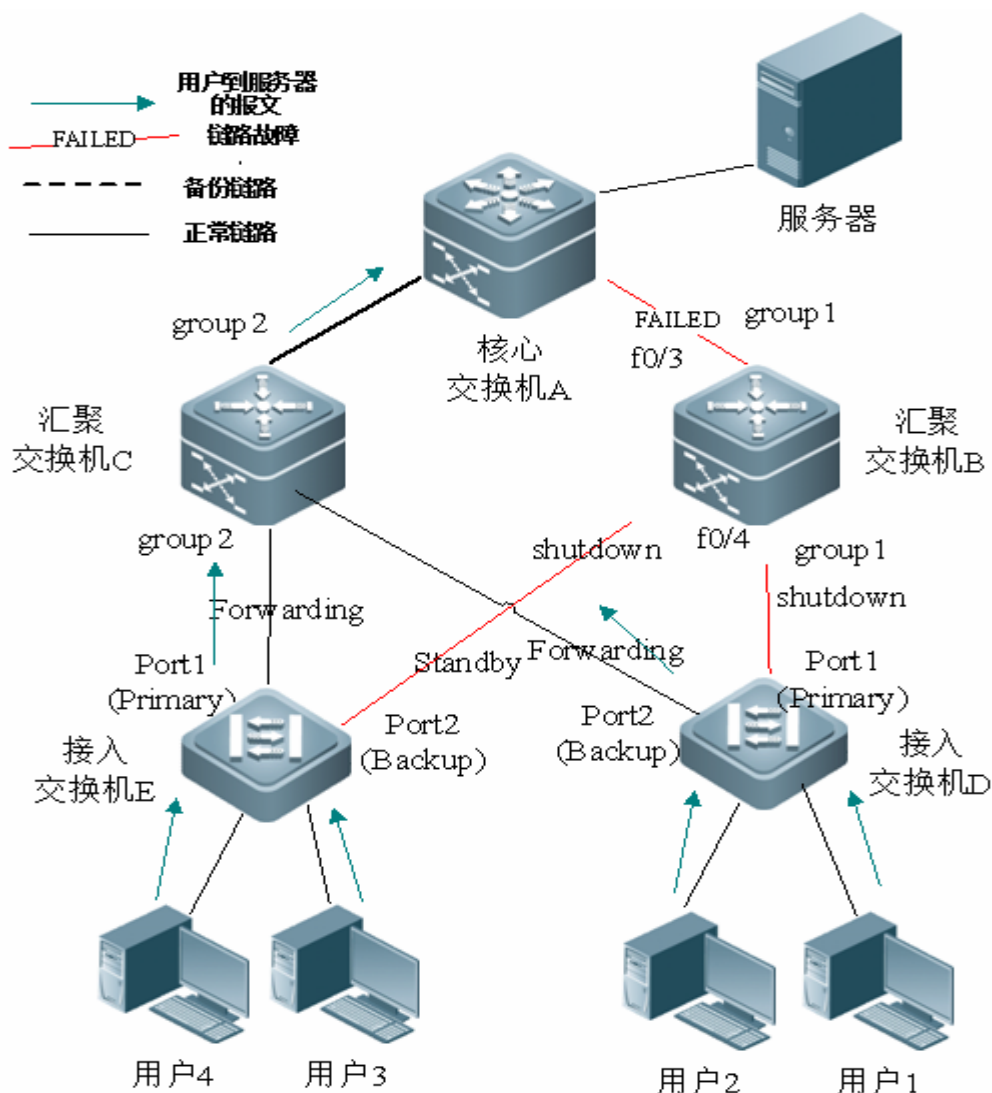 用户到服务器
的报文
FAILED
链路故障
备份链路
正常链路
服务器
group 2
FAILED
group1
f0/3
核心
交换机A
汇聚
交换机C
汇聚
交换机B
group 2
shutdown
f0/4
group1
Forwarding
shutdown
Standby
Forwarding
Port1
(Primary)
Port1
(Primary)
Port2
(Backup)
Port2
(Backup)
接入
交换机E
接入
交换机D
用户4
用户3
用户2
用户1